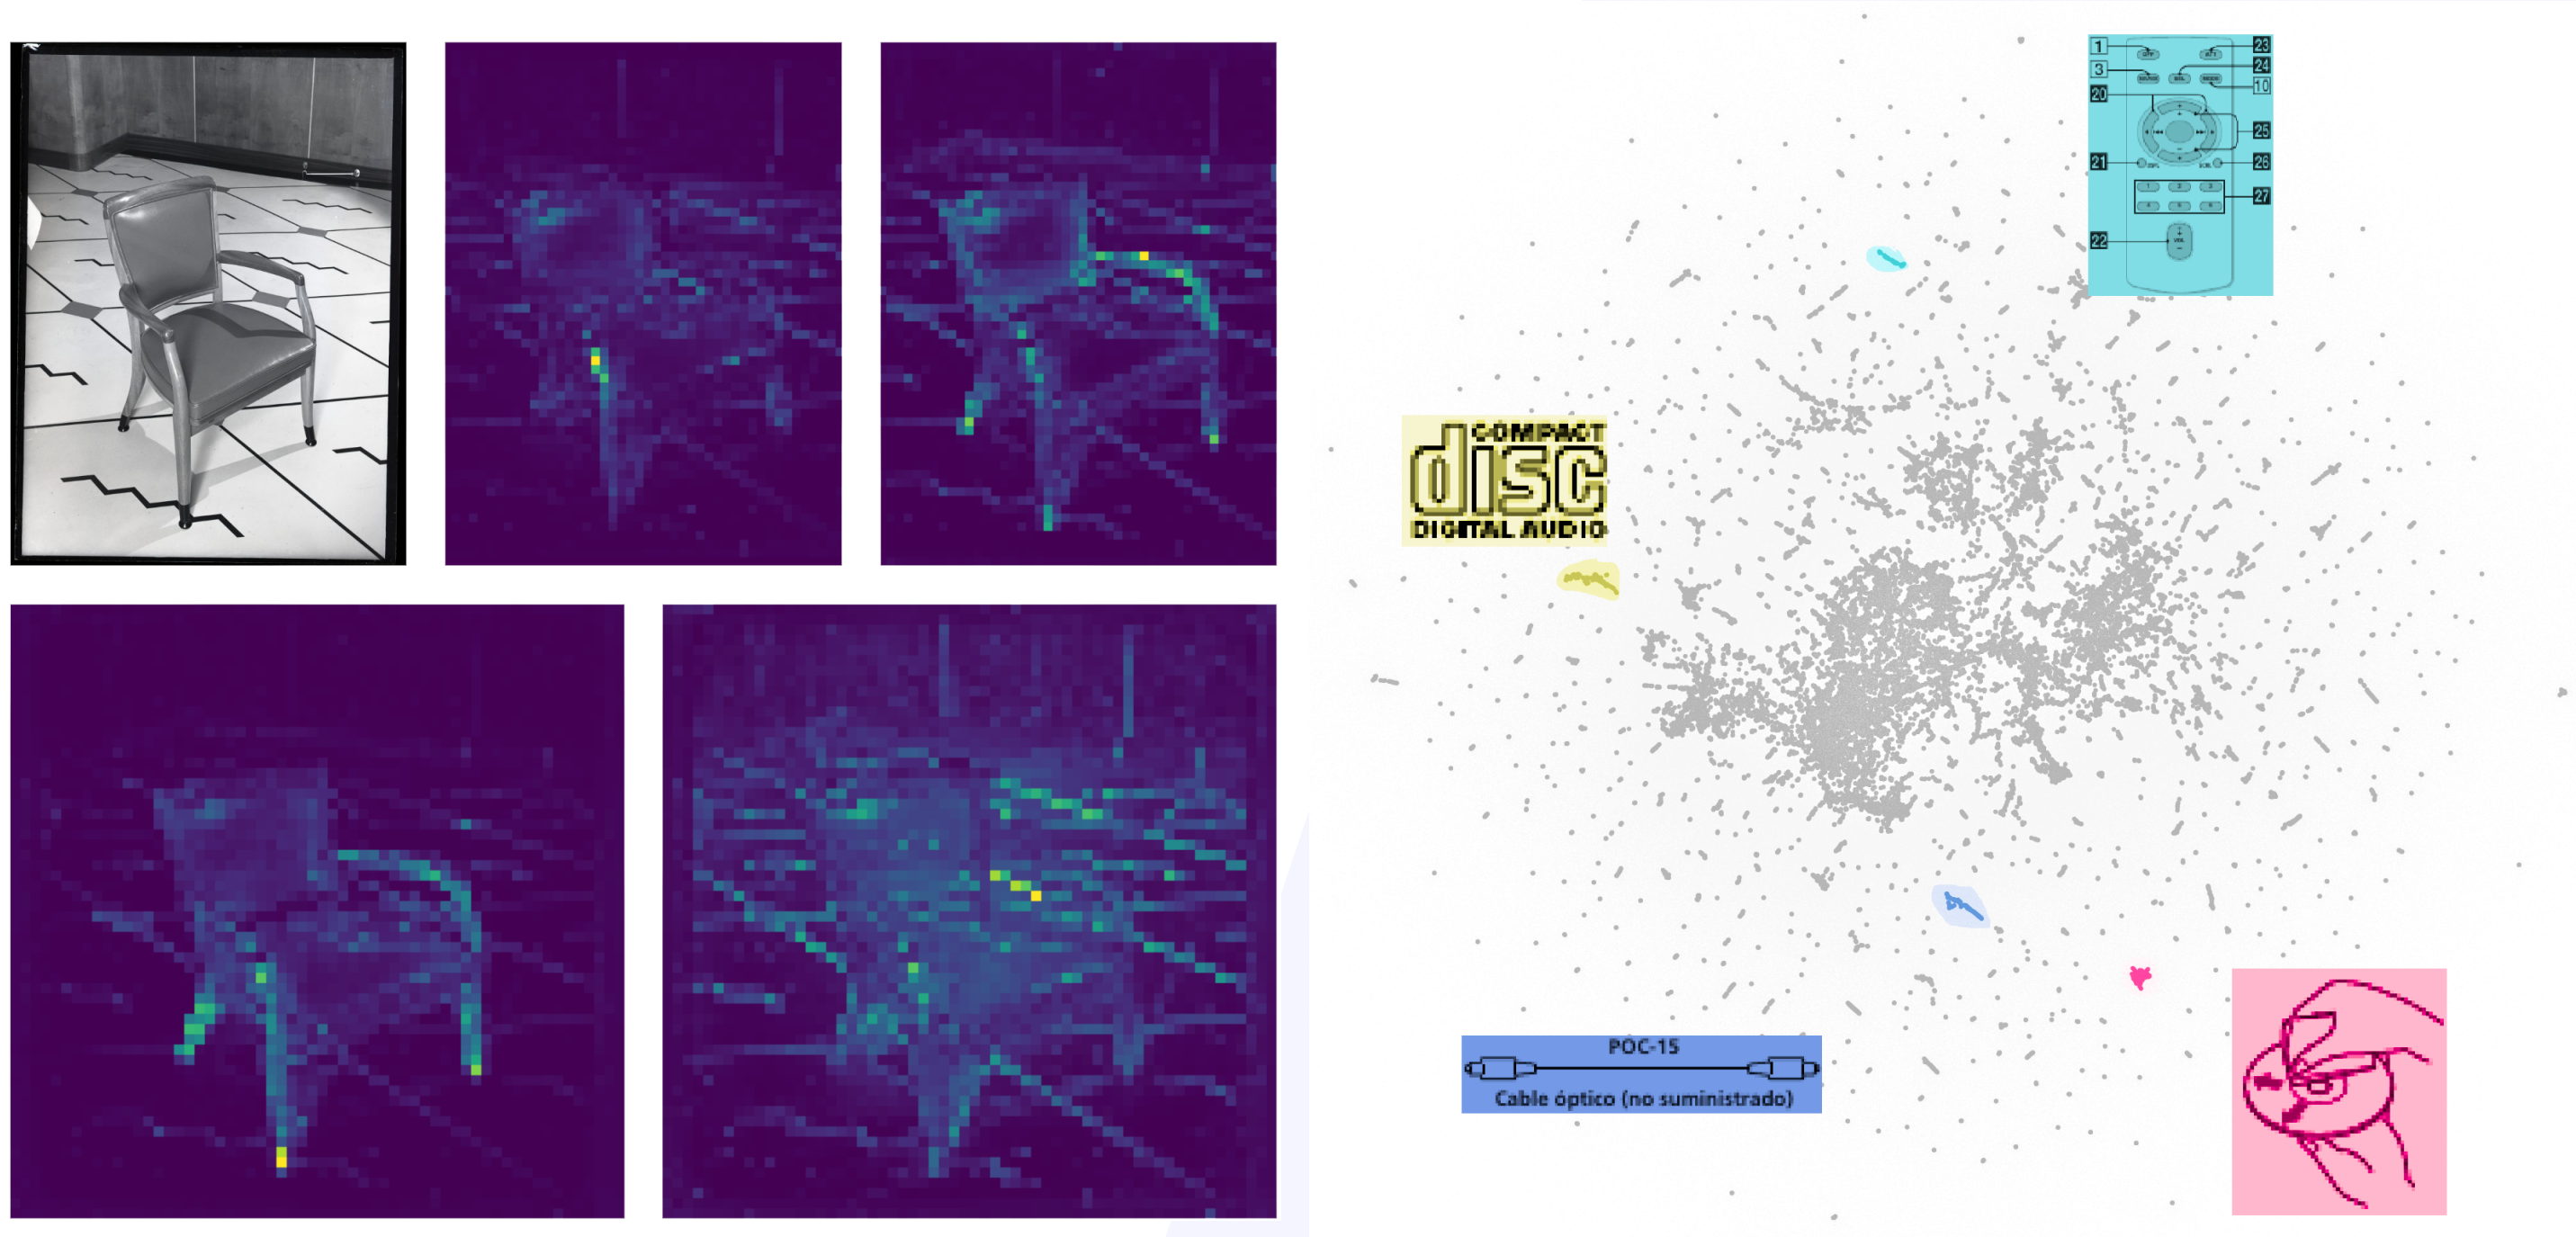 1
3
20
21
22
23
24
10
25
26
27
COMPACT
disc
DIGITAL AUDIO
POC-15
Cable óptico (no suministrado)